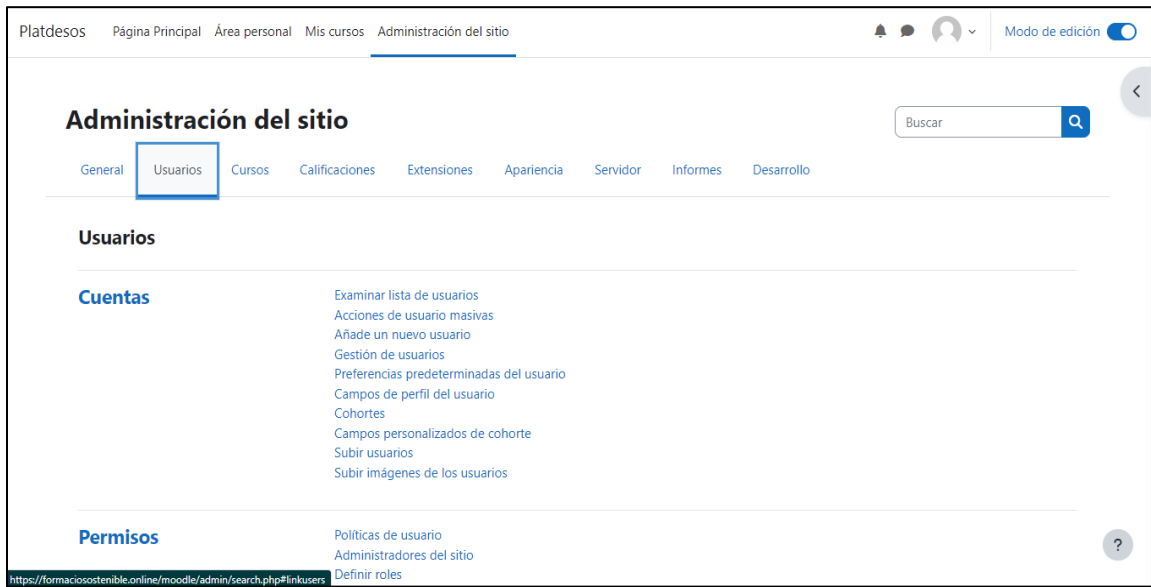 Platdesos Página Principal Área personal Mis cursos Administración del sitio Modo de edición
Administración del sitio
Buscar
General Usuarios Cursos Calificaciones Extensiones Apariencia Servidor Informes Desarrollo
Usuarios
Cuentas
Examinar lista de usuarios
Acciones de usuario masivas
Añade un nuevo usuario
Gestión de usuarios
Preferencias predeterminadas del usuario
Campos de perfil del usuario
Cohortes
Campos personalizados de cohorte
Subir usuarios
Subir imágenes de los usuarios
Permisos
Políticas de usuario
Administradores del sitio
Definir roles
?
https://formaciosostenible.online/moodle/admin/search.php#linkusers